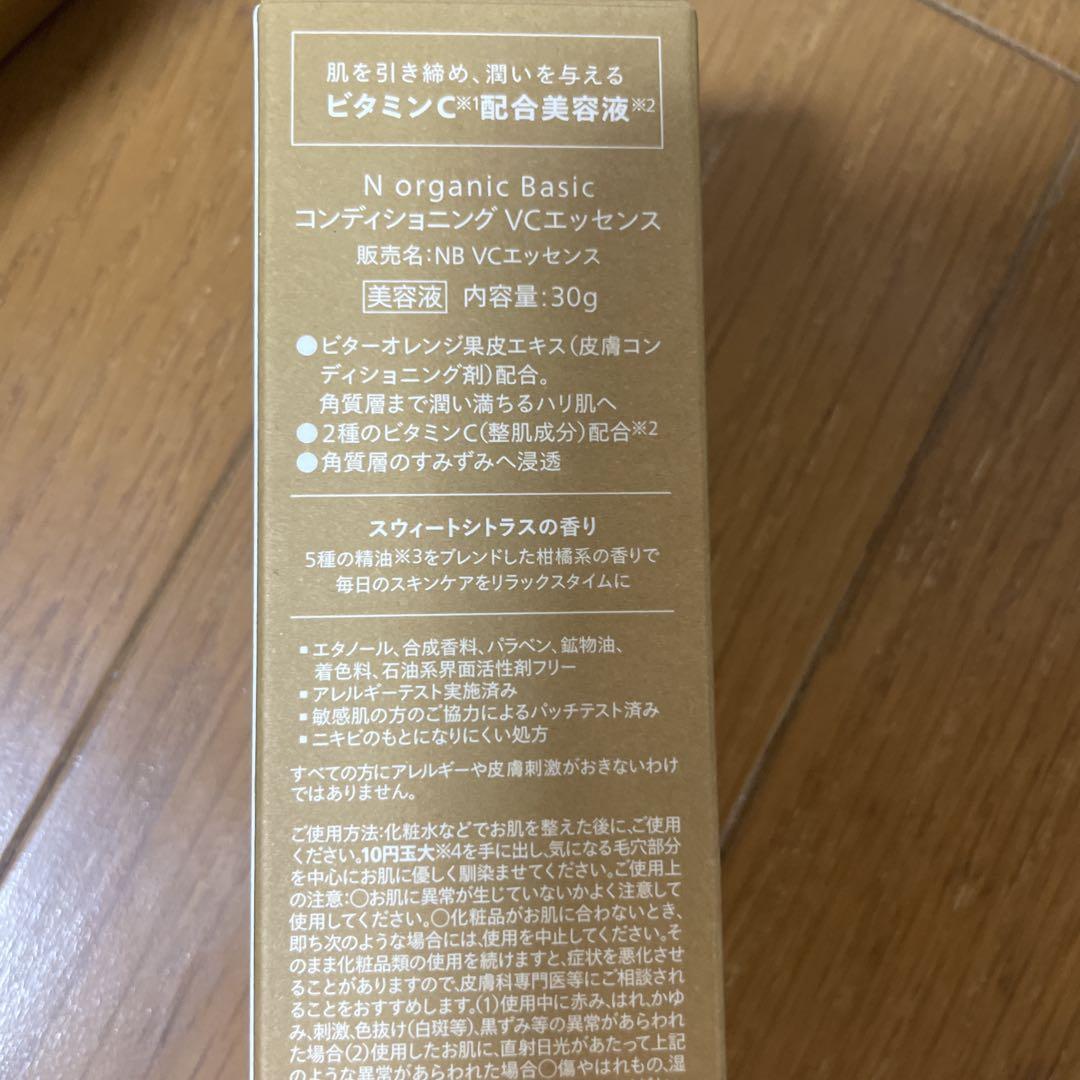 肌を引き締め、潤いを与える
ビタミンC※1配合美容液※2
N organic Basic
コンディショニング VCエッセンス
販売名:NB VCエッセンス
美容液 内容量:30g
●ビターオレンジ果皮エキス(皮膚コン
ディショニング剤)配合。
角質層まで潤い満ちるハリ肌へ
●2種のビタミンC(整肌成分)配合※2
●角質層のすみずみへ浸透
スウィートシトラスの香り
5種の精油※3をブレンドした柑橘系の香りで
毎日のスキンケアをリラックスタイムに
▪エタノール、合成香料、パラベン、鉱物油、
着色料、石油系界面活性剤フリー
▪アレルギーテスト実施済み
▪敏感肌の方のご協力によるパッチテスト済み
▪ニキビのもとになりにくい処方
すべての方にアレルギーや皮膚刺激がおきないわけ
ではありません。
ご使用方法:化粧水などでお肌を整えた後に、ご使用
ください。10円玉大※4を手に出し、気になる毛穴部分
を中心にお肌に優しく馴染ませてください。ご使用上
の注意:○お肌に異常が生じていないかよく注意して
使用してください。○化粧品がお肌に合わないとき、
即ち次のような場合には、使用を中止してください。そ
のまま化粧品類の使用を続けますと、症状を悪化させ
ることがありますので、皮膚科専門医等にご相談され
ることをおすすめします。(1)使用中に赤み、はれ、かゆ
み、刺激、色抜け(白斑等)、黒ずみ等の異常があらわれ
た場合(2)使用したお肌に、直射日光があたって上記
のような異常があらわれた場合○傷やはれもの、湿